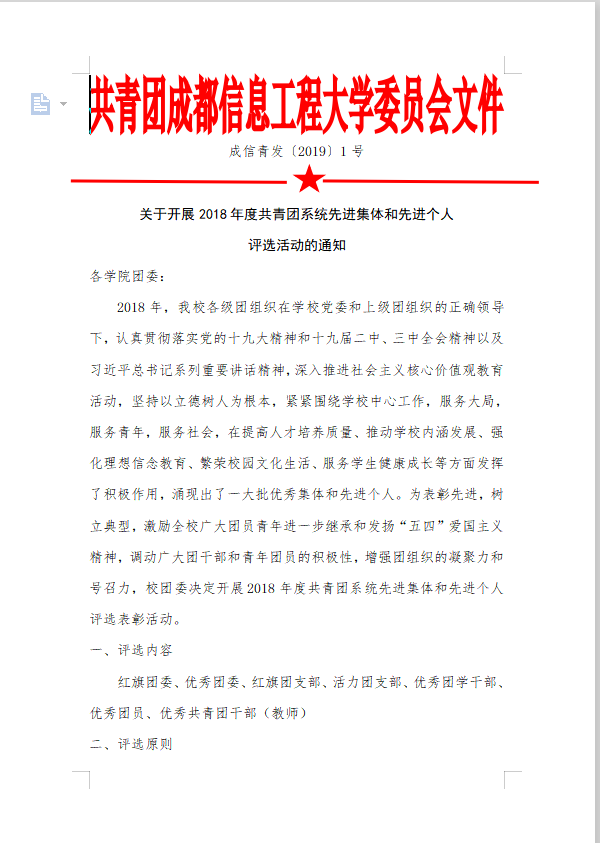 共青团成都信息工程大学委员会文件
成信青发〔2019〕1 号
关于开展 2018 年度共青团系统先进集体和先进个人
评选活动的通知
各学院团委：
2018 年，我校各级团组织在学校党委和上级团组织的正确领导
下，认真贯彻落实党的十九大精神和十九届二中、三中全会精神以及
习近平总书记系列重要讲话精神，深入推进社会主义核心价值观教育
活动，坚持以立德树人为根本，紧紧围绕学校中心工作，服务大局，
服务青年，服务社会，在提高人才培养质量、推动学校内涵发展、强
化理想信念教育、繁荣校园文化生活、服务学生健康成长等方面发挥
了积极作用，涌现出了一大批优秀集体和先进个人。为表彰先进，树
立典型，激励全校广大团员青年进一步继承和发扬“五四”爱国主义
精神，调动广大团干部和青年团员的积极性，增强团组织的凝聚力和
号召力，校团委决定开展 2018 年度共青团系统先进集体和先进个人
评选表彰活动。
一、评选内容
红旗团委、优秀团委、红旗团支部、活力团支部、优秀团学干部、
优秀团员、优秀共青团干部（教师）
二、评选原则